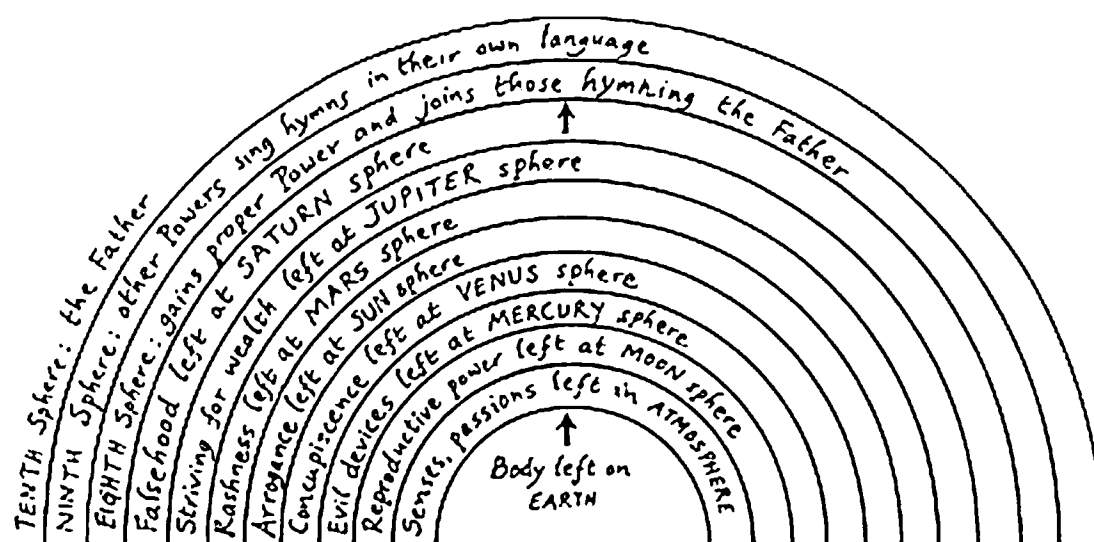 TENTH Sphere: the Father
NINTH Sphere: other Powers sing hymns in their own language
EIGHTH Sphere: gains proper Power and joins those hymning the Father
Falsehood left at SATURN sphere
Striving for wealth left at JUPITER sphere
Rashness left at MARS sphere
Arrogance left at SUN sphere
Concupiscence left at VENUS sphere
Evil devices left at MERCURY sphere
Reproductive power left at MOON sphere
Senses, passions left in ATMOSPHERE
Body left on
EARTH